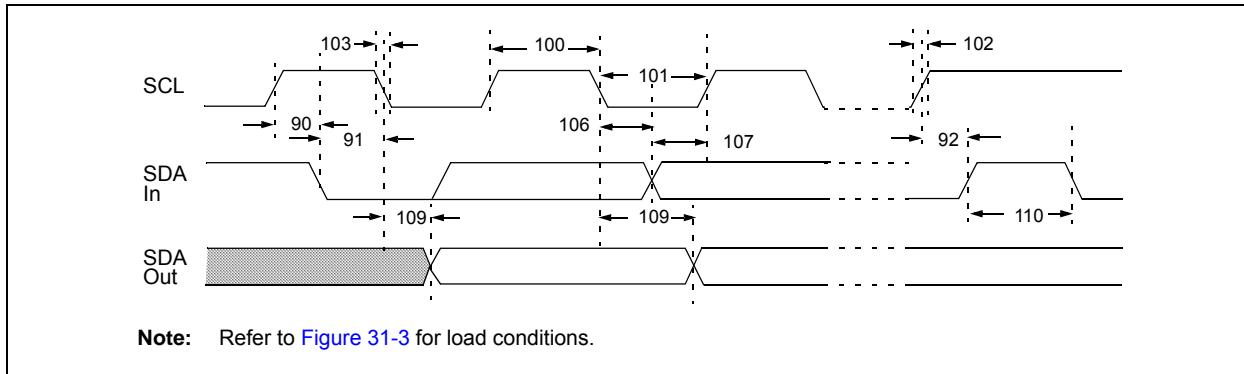 103
100
101
102
SCL
90
91
106
107
92
SDA
In
109
109
110
SDA
Out
Note: Refer to Figure 31-3 for load conditions.